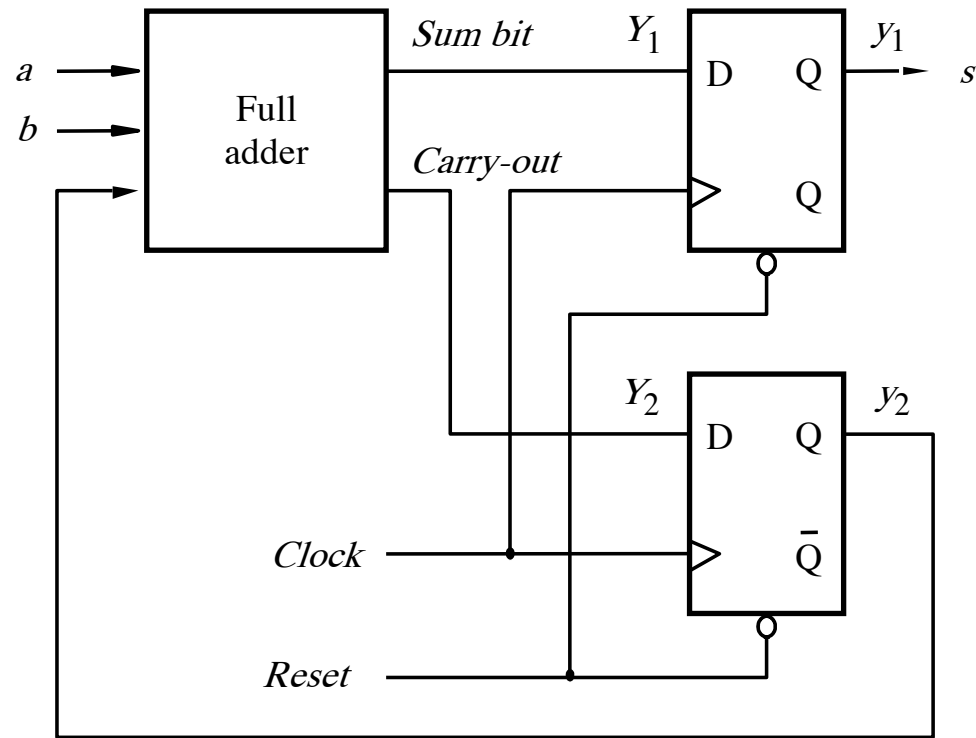 Sum bit
Y1
y1
a
D
Q
s
Full
adder
b
Carry-out
Q
Y2
y2
D
Q
Clock
Q̄
Reset